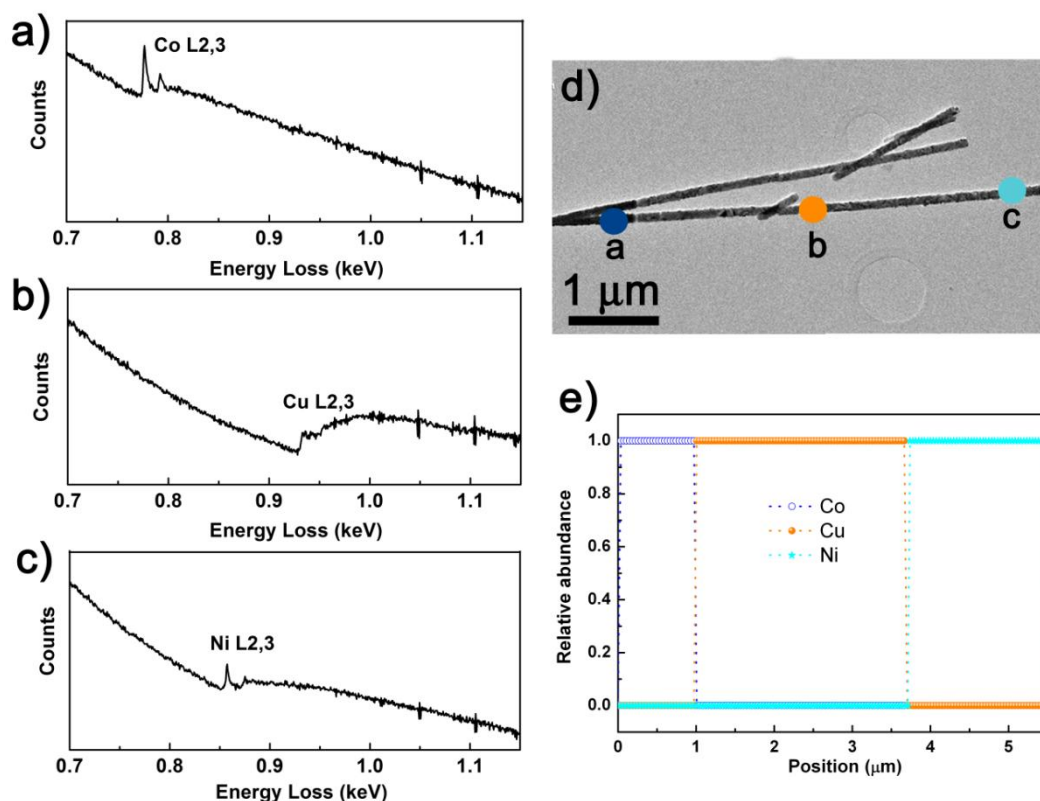 a)
Co L2,3
Counts
0.7 0.8 0.9 1.0 1.1
Energy Loss (keV)
b)
Cu L2,3
Counts
0.7 0.8 0.9 1.0 1.1
Energy Loss (keV)
c)
Ni L2,3
Counts
0.7 0.8 0.9 1.0 1.1
Energy Loss (keV)
d)
a
b
c
1 μm
e)
1.0
0.8
0.6
0.4
0.2
0.0
Relative abundance
Co
Cu
Ni
0 1 2 3 4 5
Position (μm)